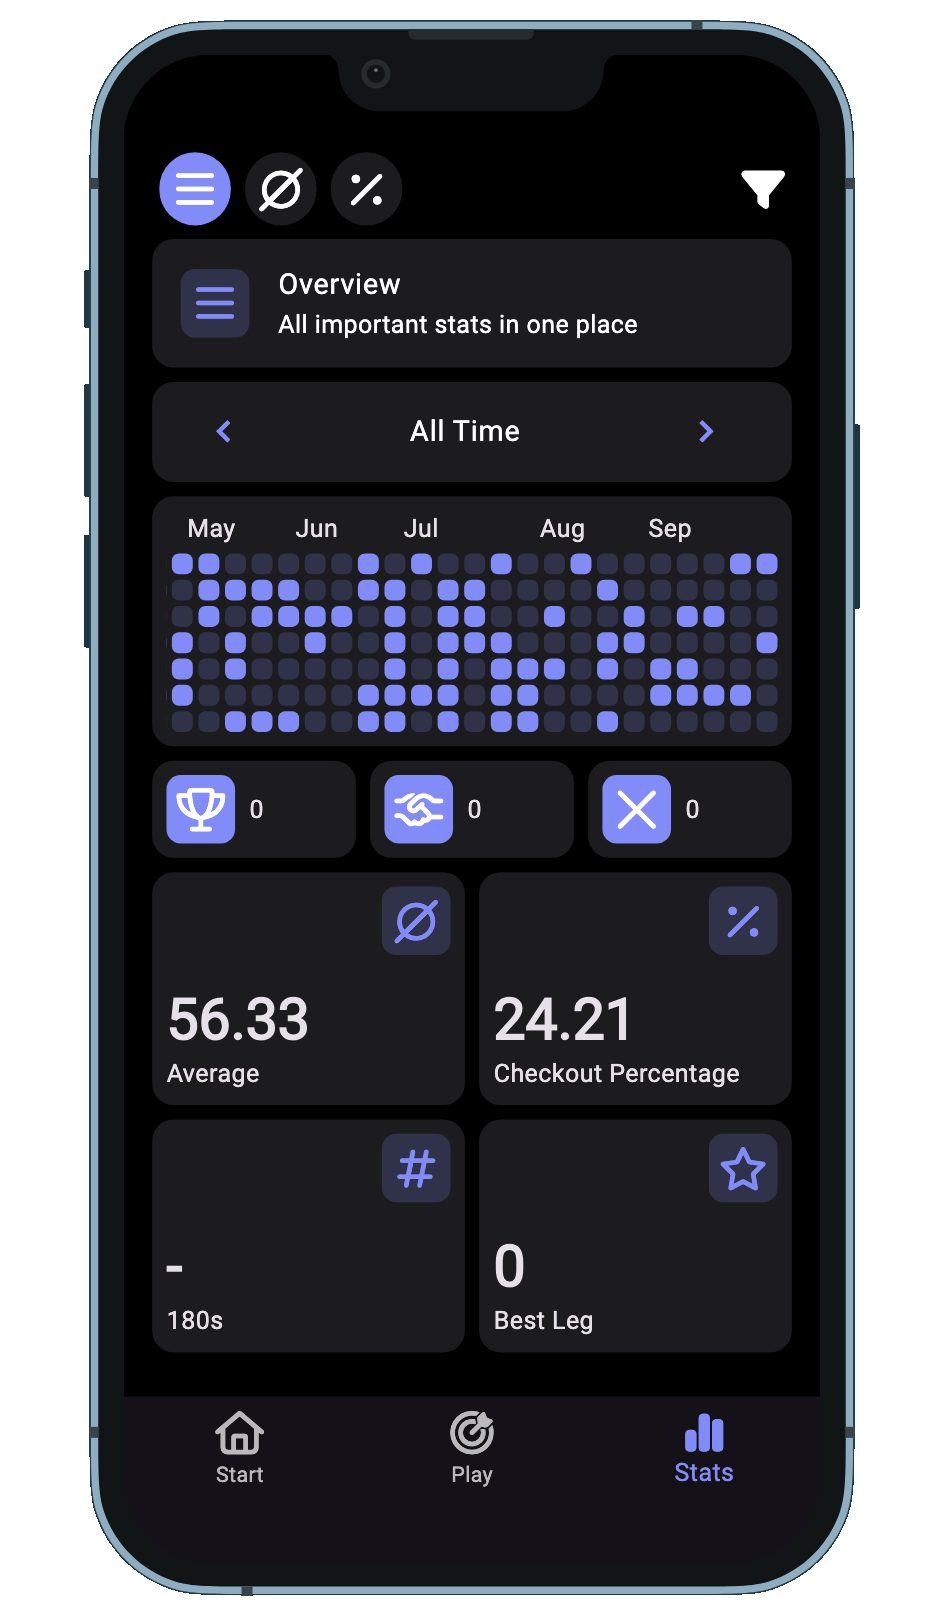 Overview
All important stats in one place
All Time
May Jun Jul Aug Sep
0 0 0
56.33 24.21
Average Checkout Percentage
- 0
180s Best Leg
Start Play Stats